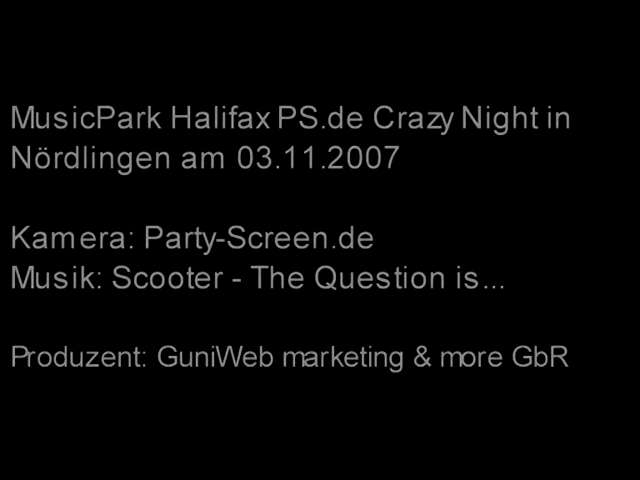 MusicPark Halifax PS.de Crazy Night in
Nördlingen am 03.11.2007
Kamera: Party-Screen.de
Musik: Scooter - The Question is...
Produzent: GuniWeb marketing & more GbR